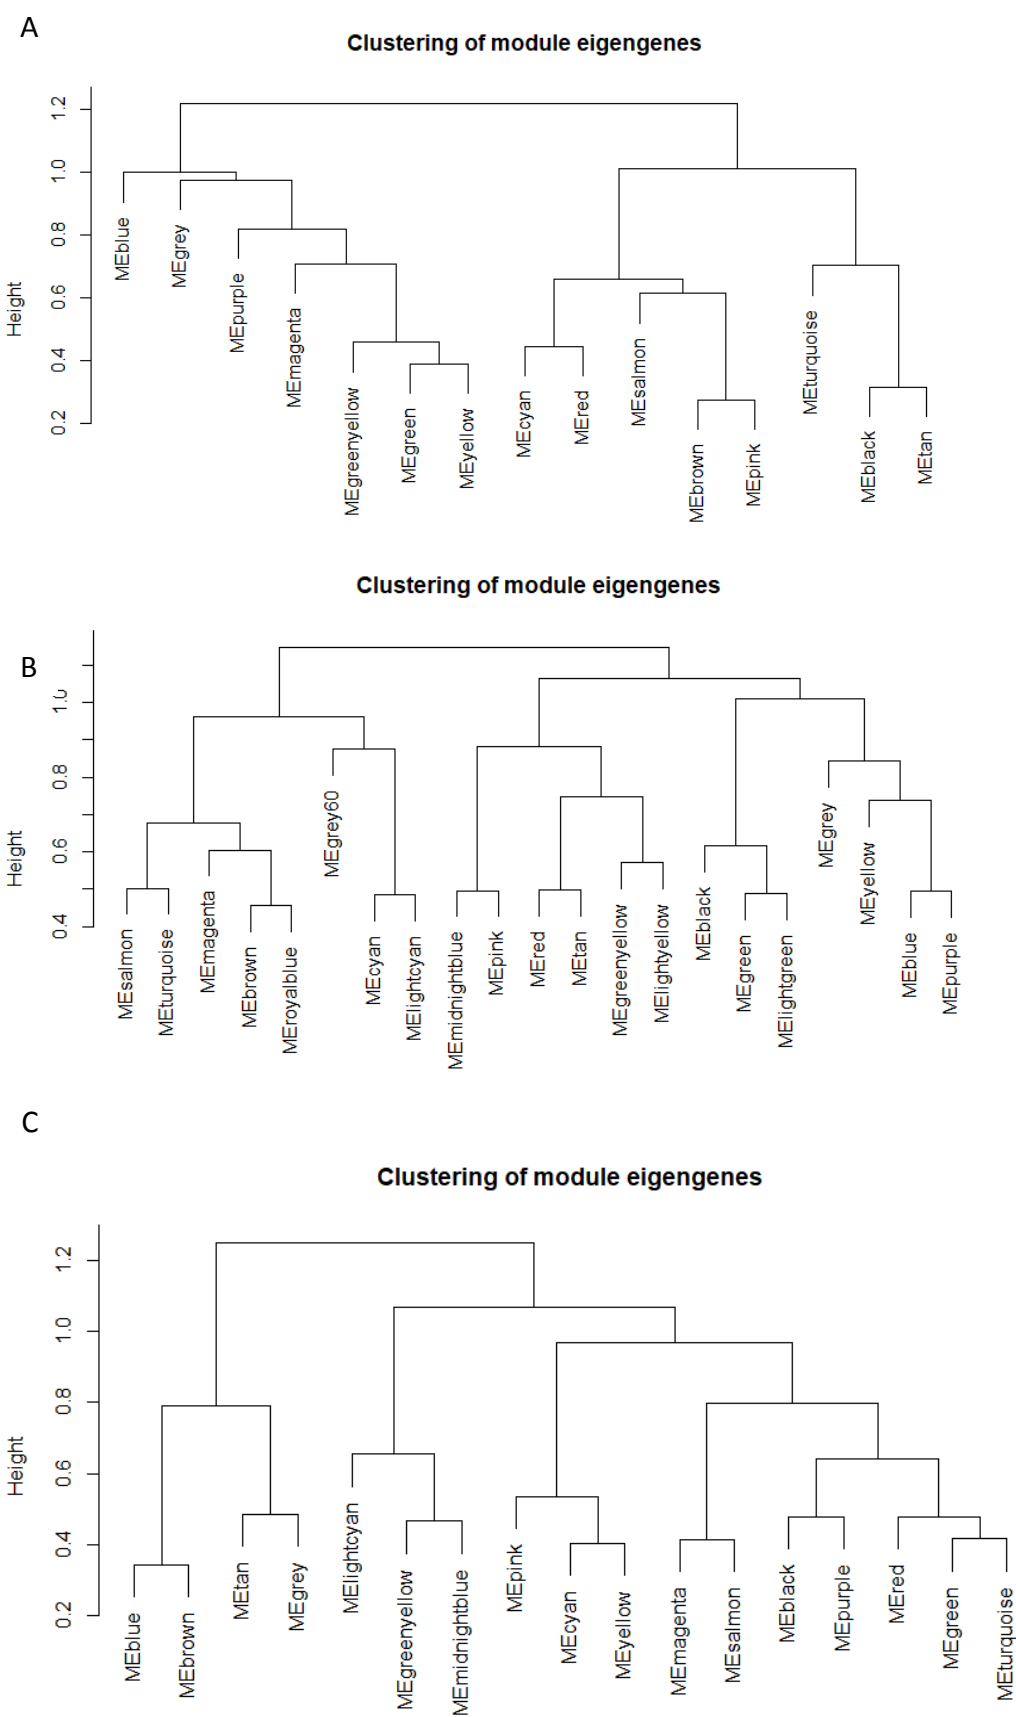 A
Clustering of module eigengenes
Height
1.2
1.0
0.8
0.6
0.4
0.2
MEblue
MEgrey
MEpurple
MEmagenta
MEgreenyellow
MEgreen
MEyellow
MEcyan
MEred
MEsalmon
MEbrown
MEpink
MEturquoise
MEblack
MEtan
Clustering of module eigengenes
B
Height
1.0
0.8
0.6
0.4
MEsalmon
MEturquoise
MEmagenta
MEbrown
MEroyalblue
MEgrey60
MEcyan
MElightcyan
MEmidnightblue
MEpink
MEred
MEtan
MEgreenyellow
MElightyellow
MEblack
MEgreen
MElightgreen
MEgrey
MEyellow
MEblue
MEpurple
C
Clustering of module eigengenes
Height
1.2
1.0
0.8
0.6
0.4
0.2
MEblue
MEbrown
MEtan
MEgrey
MElightcyan
MEgreenyellow
MEmidnightblue
MEpink
MEcyan
MEyellow
MEmagenta
MEsalmon
MEblack
MEpurple
MEred
MEgreen
MEturquoise